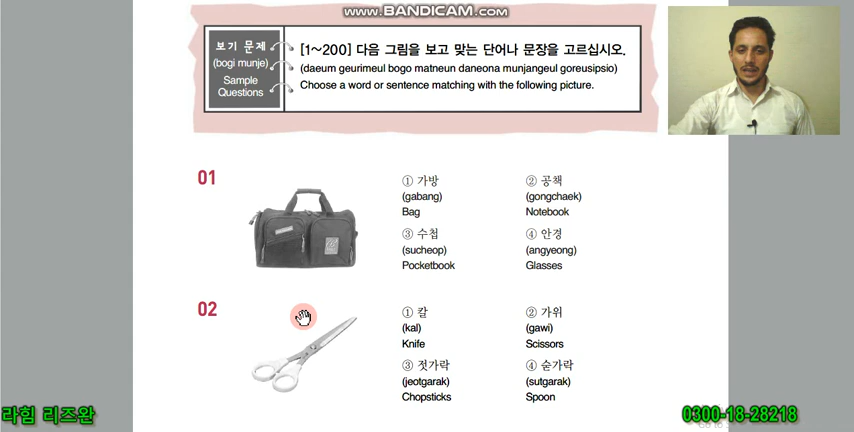 www.BANDICAM.com
보기 문제
(bogi munje)
Sample
Questions
[1~200] 다음 그림을 보고 맞는 단어나 문장을 고르십시오.
(daeum geurimeul bogo matneun daneona munjangeul goreusipsio)
Choose a word or sentence matching with the following picture.
01
① 가방
(gabang)
Bag
② 공책
(gongchaek)
Notebook
③ 수첩
(sucheop)
Pocketbook
④ 안경
(angyeong)
Glasses
02
① 칼
(kal)
Knife
② 가위
(gawi)
Scissors
③ 젓가락
(jeotgarak)
Chopsticks
④ 숟가락
(sutgarak)
Spoon
라힘 리즈완
0300-18-28218